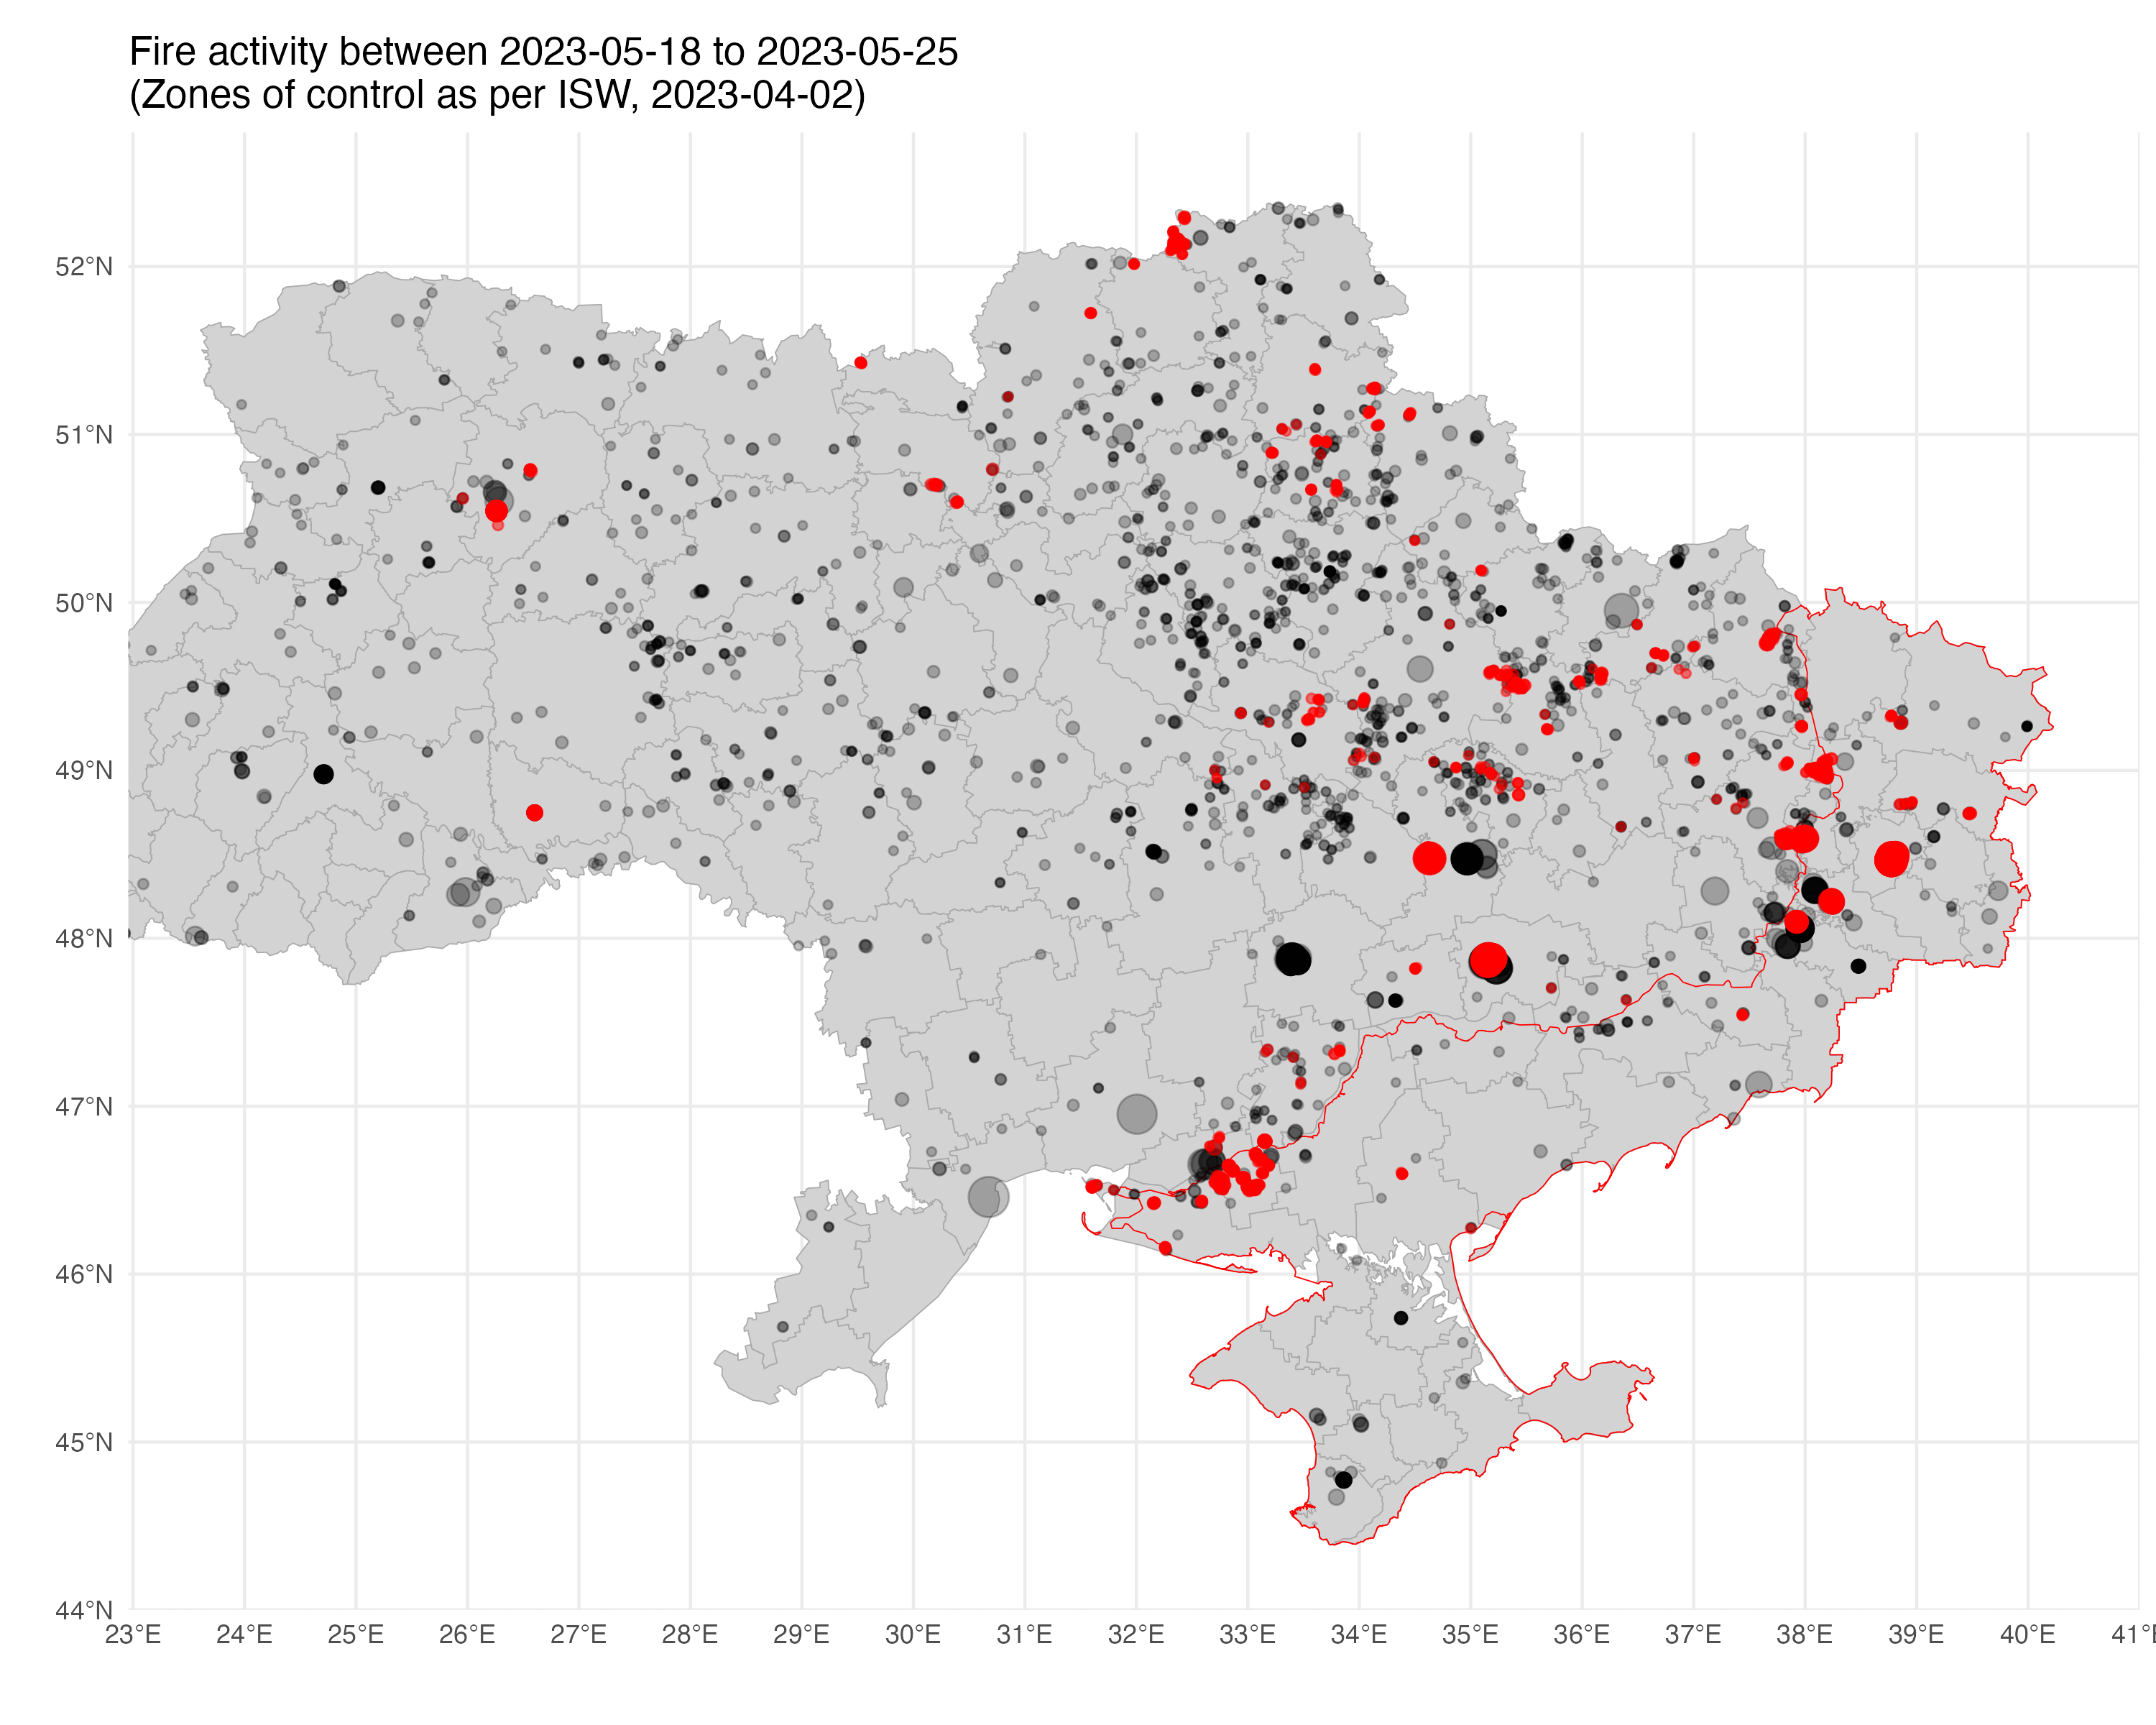 Fire activity between 2023-05-18 to 2023-05-25
(Zones of control as per ISW, 2023-04-02)
52°N
51°N
50°N
49°N
48°N
47°N
46°N
45°N
44°N
23°E 24°E 25°E 26°E 27°E 28°E 29°E 30°E 31°E 32°E 33°E 34°E 35°E 36°E 37°E 38°E 39°E 40°E 41°E